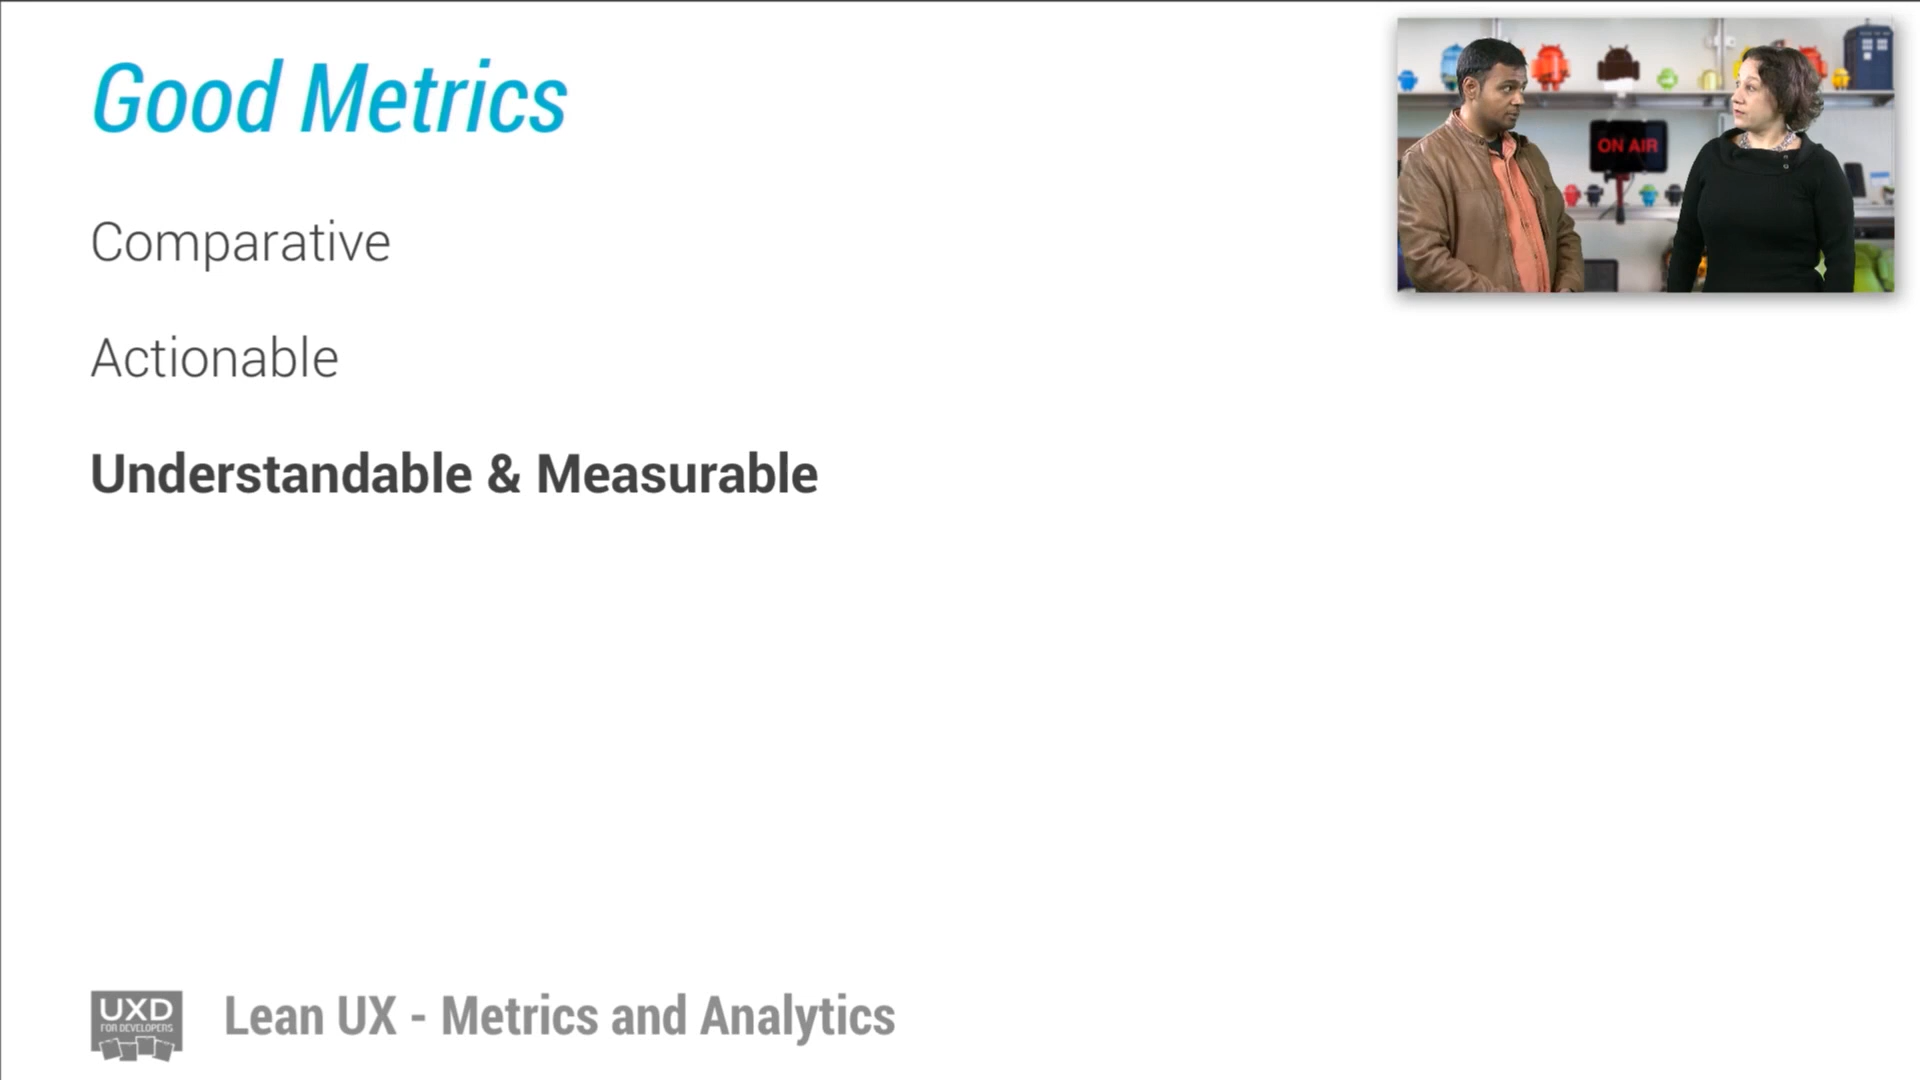 Good Metrics
ON AIR
Comparative
Actionable
Understandable & Measurable
UXD
FOR DEVELOPERS
Lean UX - Metrics and Analytics